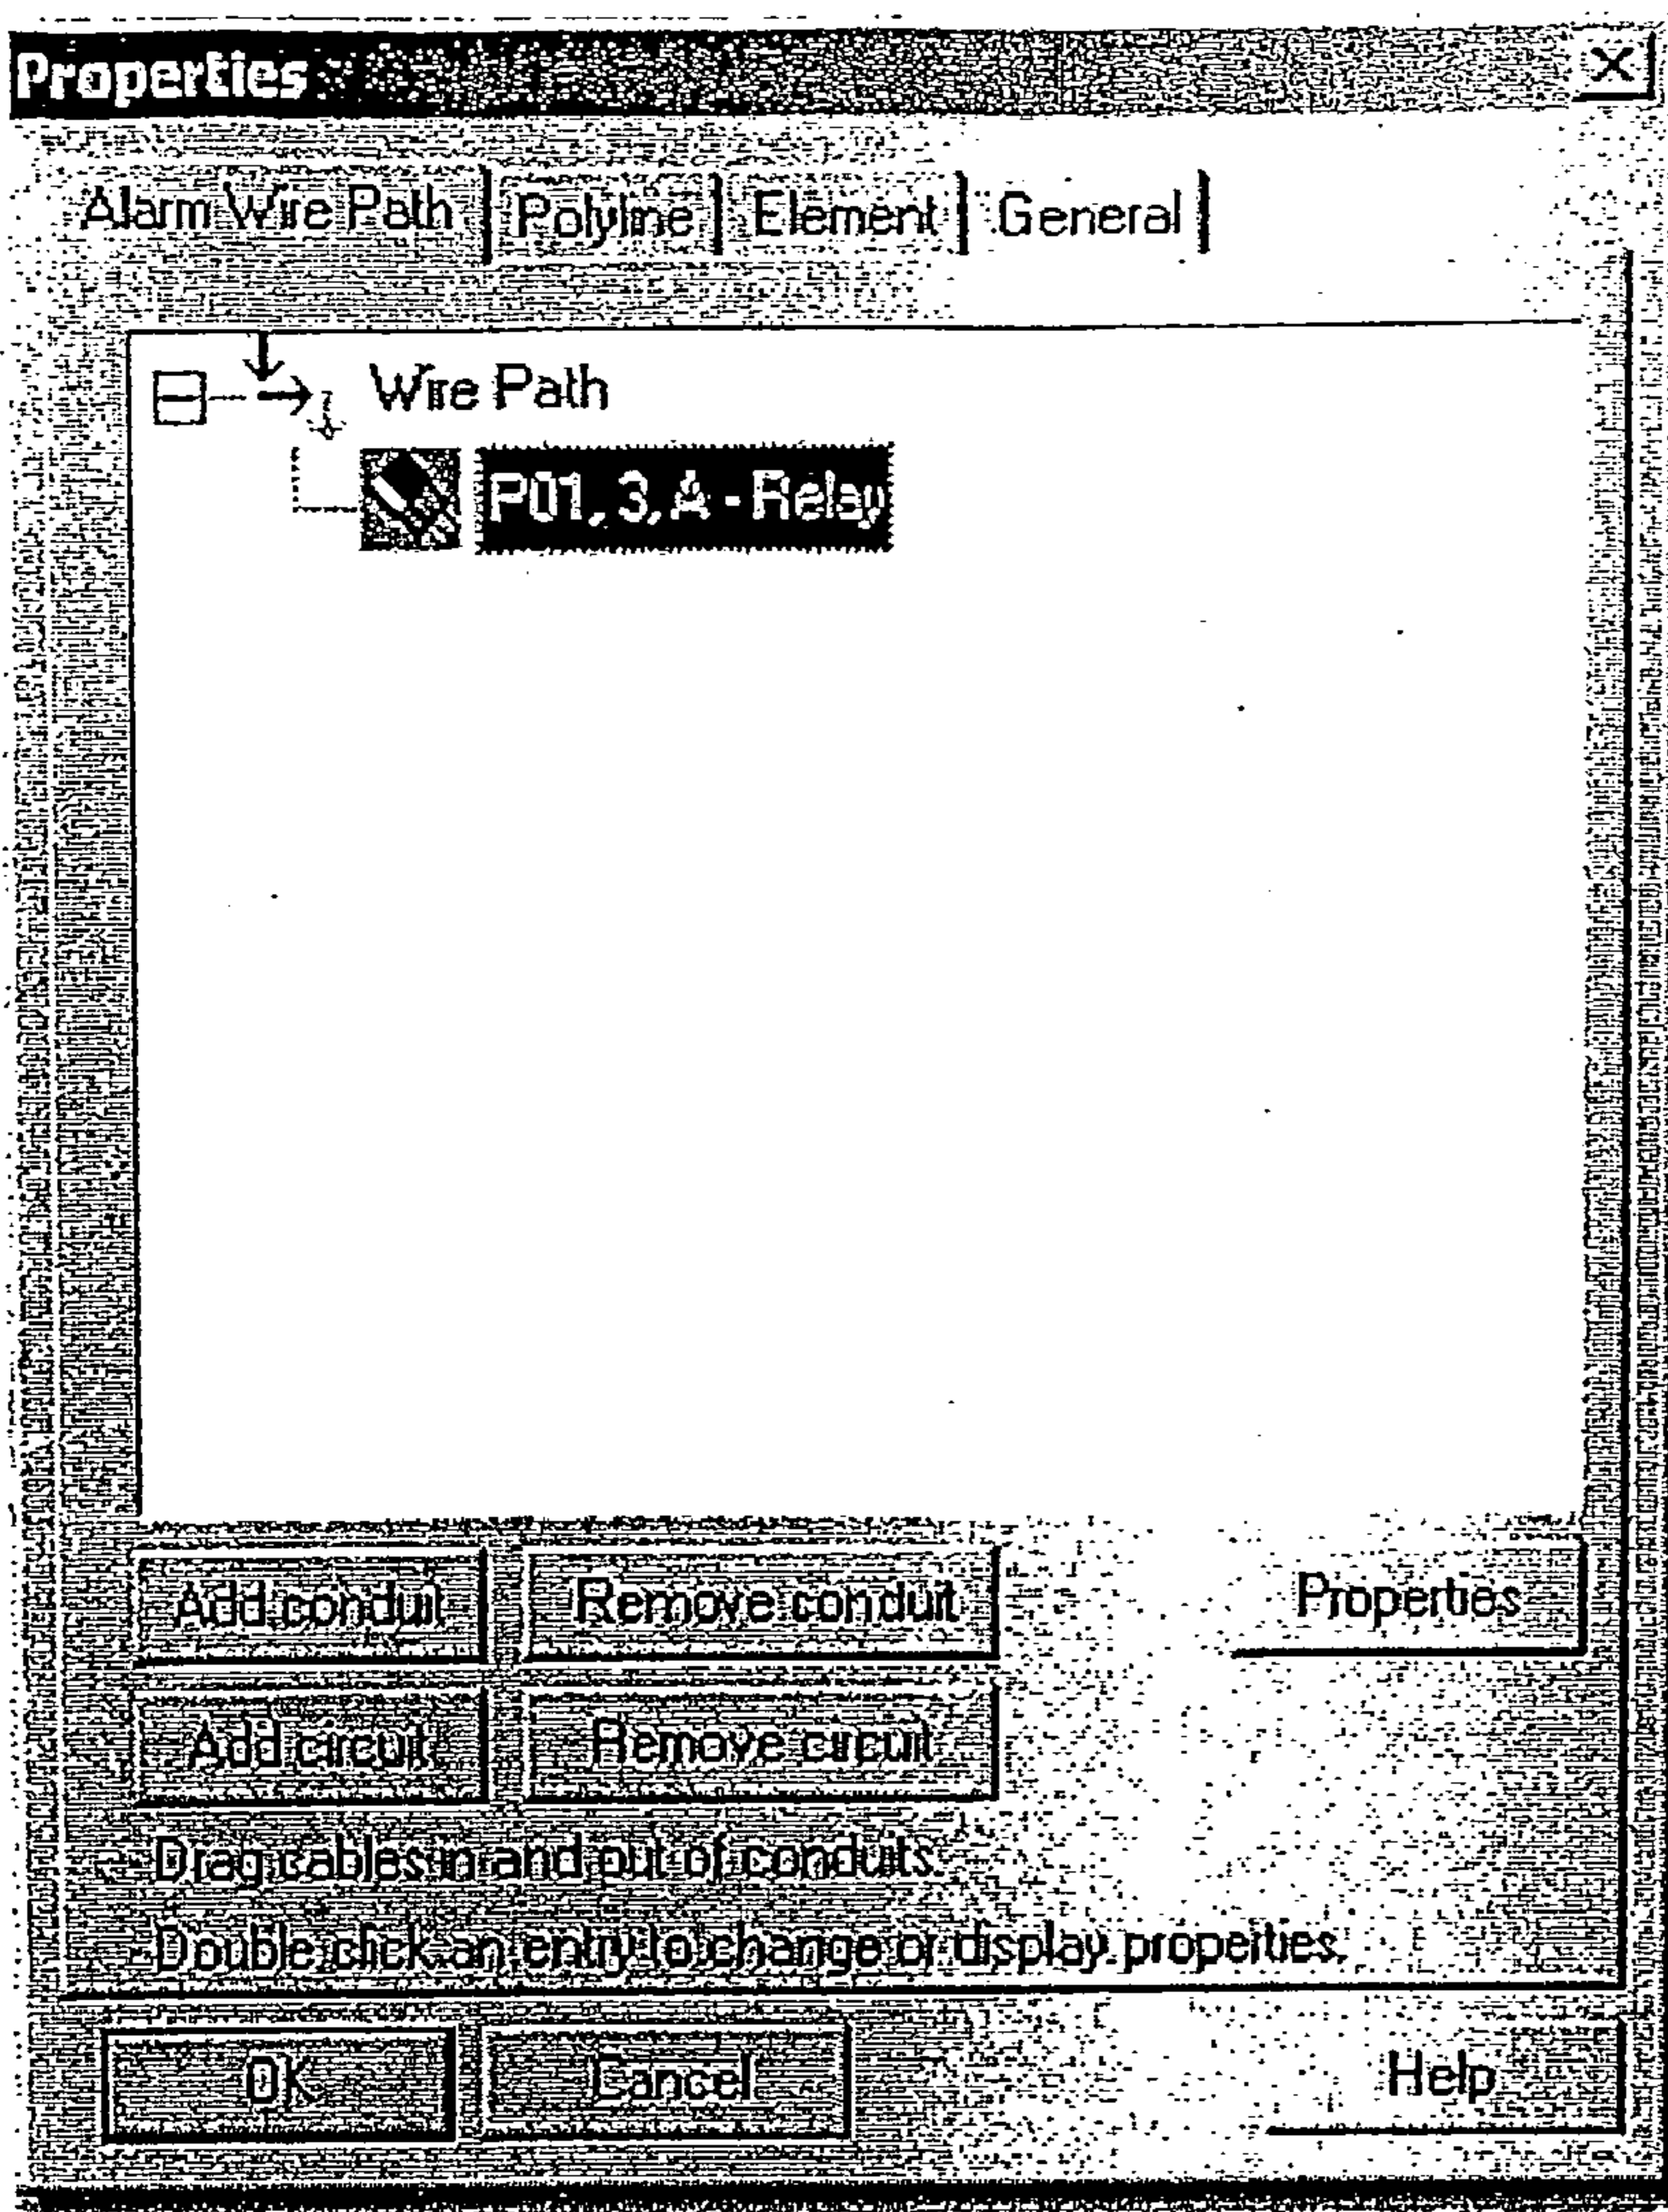 Properties
Alarm Wire Path Polyline Element General
Wire Path
P01, 3, A - Relay
Add conduit Remove conduit Properties
Add circuit Remove circuit
Drag cables in and out of conduits.
Double click an entry to change or display properties.
OK Cancel Help